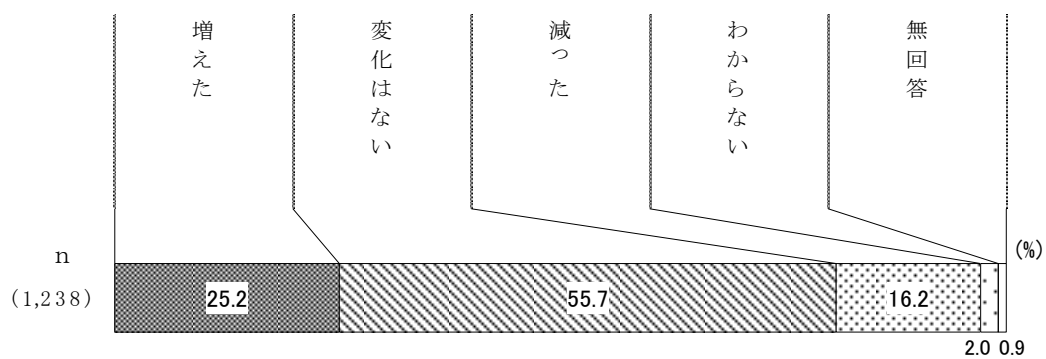 増えた
変化はない
減った
わからない
無回答
n
(%)
(1,238)
25.2
55.7
16.2
2.0
0.9